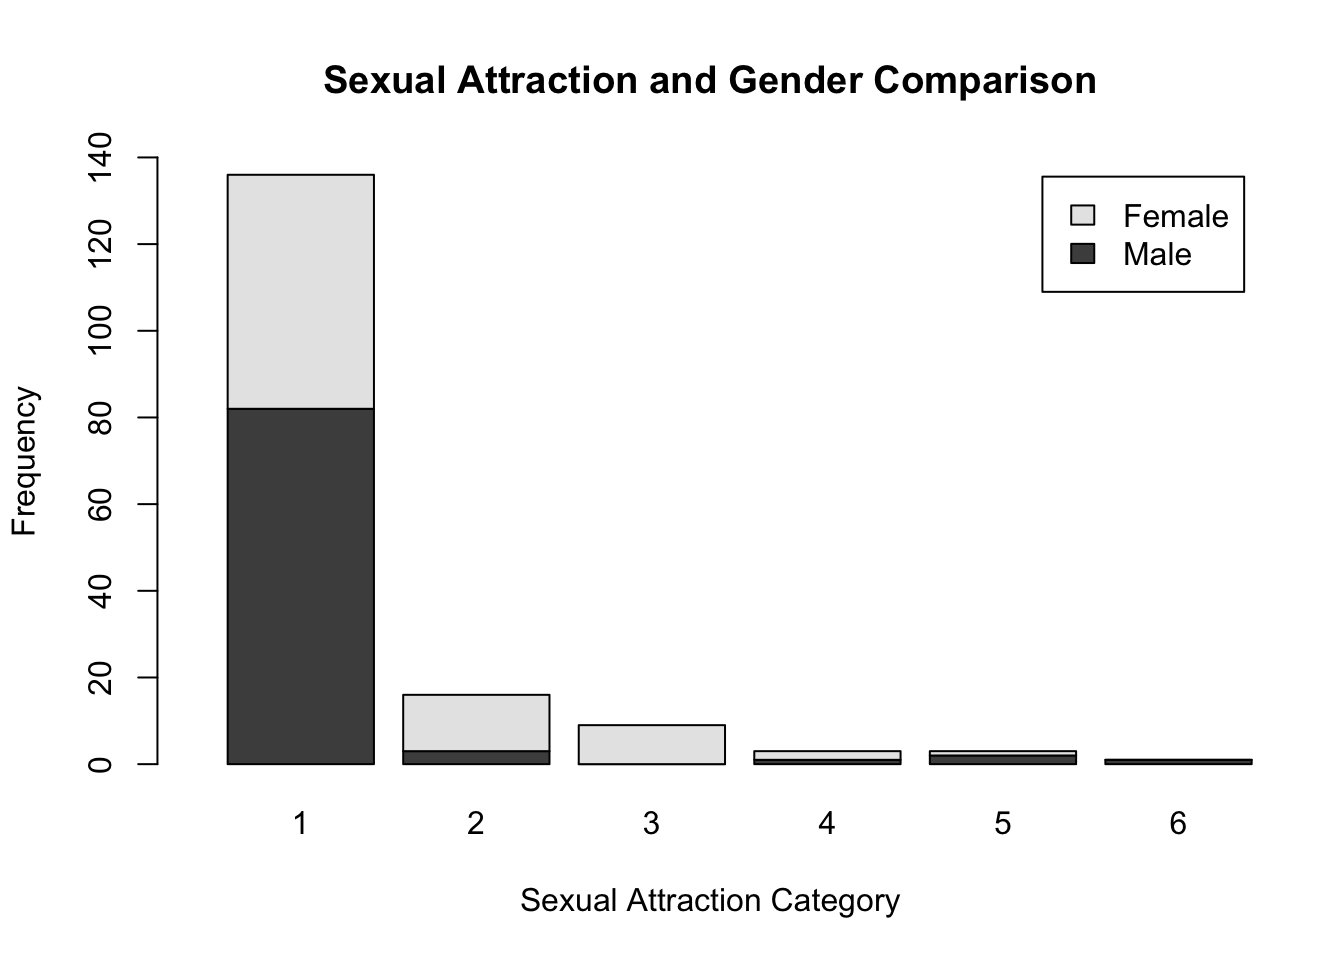 Sexual Attraction and Gender Comparison
140
120
100
80
60
40
20
0
Frequency
Female
Male
1 2 3 4 5 6
Sexual Attraction Category